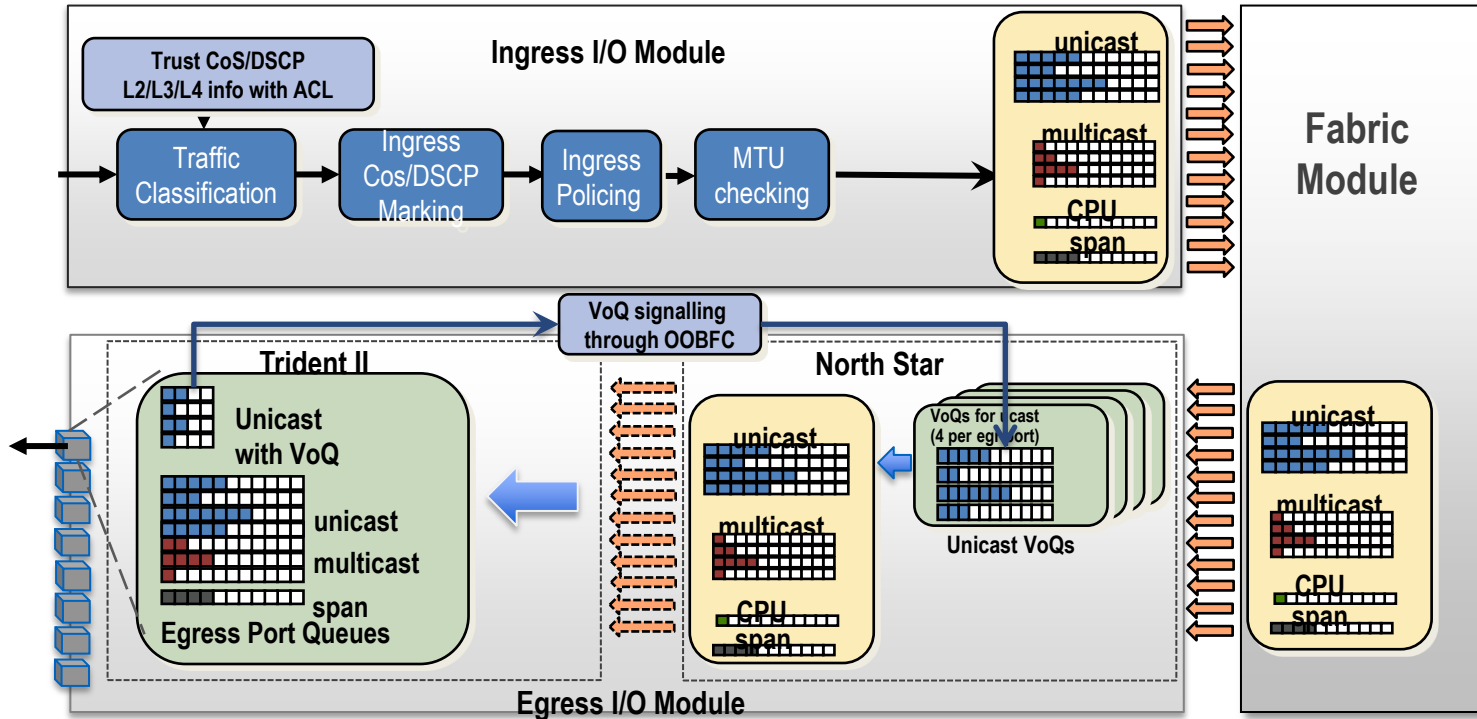 Ingress I/O Module
Trust CoS/DSCP
L2/L3/L4 info with ACL
Traffic
Classification
Ingress
Cos/DSCP
Marking
Ingress
Policing
MTU
checking
unicast
multicast
CPU
span
Fabric
Module
VoQ signalling
through OOBFC
Trident II
Unicast
with VoQ
unicast
multicast
span
Egress Port Queues
North Star
unicast
multicast
CPU
span
VoQs for ucast
(4 per egr port)
Unicast VoQs
unicast
multicast
CPU
span
Egress I/O Module